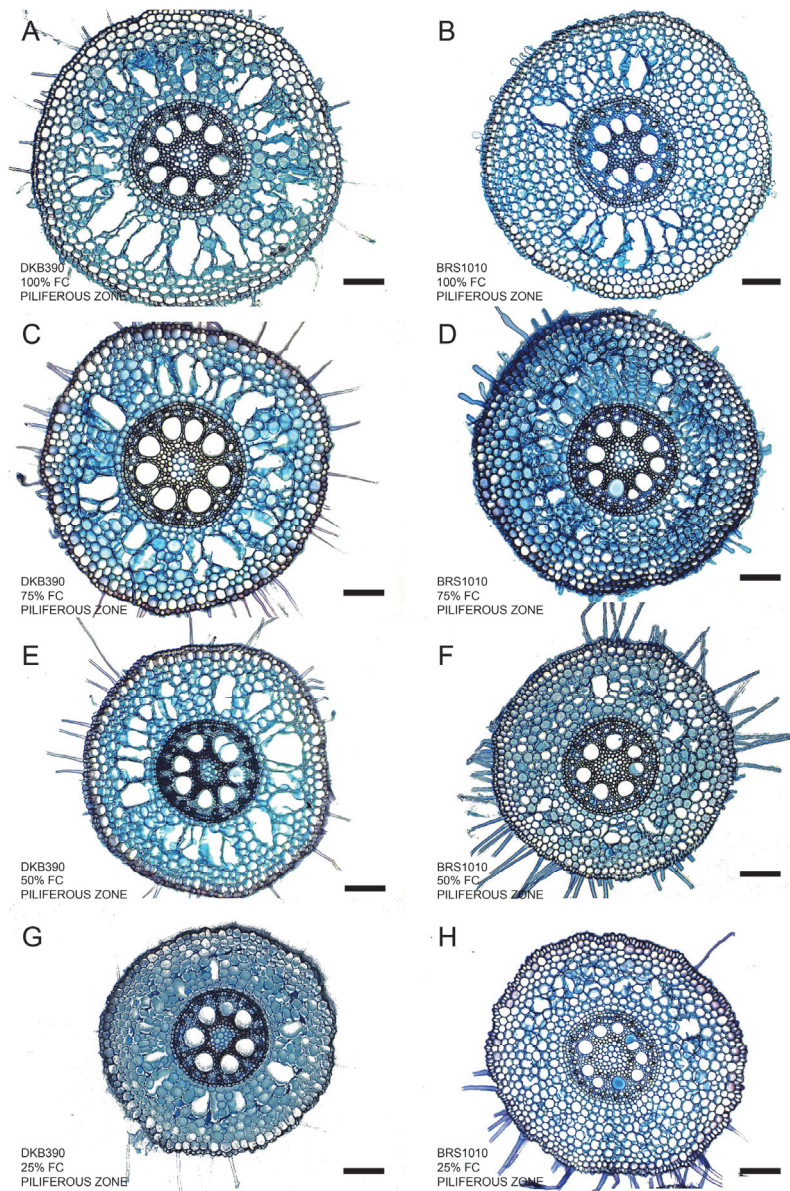 A
DKB390
100% FC
PILIFEROUS ZONE
B
BRS1010
100% FC
PILIFEROUS ZONE
C
DKB390
75% FC
PILIFEROUS ZONE
D
BRS1010
75% FC
PILIFEROUS ZONE
E
DKB390
50% FC
PILIFEROUS ZONE
F
BRS1010
50% FC
PILIFEROUS ZONE
G
DKB390
25% FC
PILIFEROUS ZONE
H
BRS1010
25% FC
PILIFEROUS ZONE